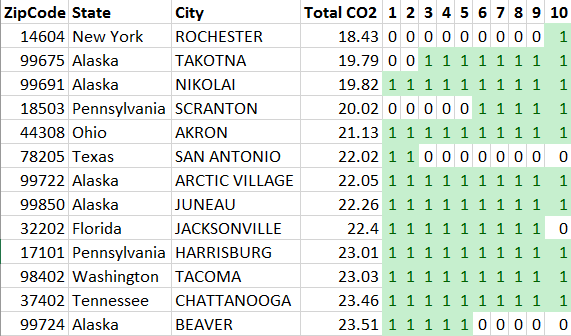 ZipCode State City Total CO2 1 2 3 4 5 6 7 8 9 10
14604 New York ROCHESTER 18.43 0 0 0 0 0 0 0 0 0 1
99675 Alaska TAKOTNA 19.79 0 0 1 1 1 1 1 1 1 1
99691 Alaska NIKOLAI 19.82 1 1 1 1 1 1 1 1 1 1
18503 Pennsylvania SCRANTON 20.02 0 0 0 0 0 1 1 1 1 1
44308 Ohio AKRON 21.13 1 1 1 1 1 1 1 1 1 1
78205 Texas SAN ANTONIO 22.02 1 1 0 0 0 0 0 0 0 0
99722 Alaska ARCTIC VILLAGE 22.05 1 1 1 1 1 1 1 1 1 1
99850 Alaska JUNEAU 22.26 1 1 1 1 1 1 1 1 1 1
32202 Florida JACKSONVILLE 22.4 1 1 1 1 1 1 1 1 1 0
17101 Pennsylvania HARRISBURG 23.01 1 1 1 1 1 1 1 1 1 1
98402 Washington TACOMA 23.03 1 1 1 1 1 1 1 1 1 1
37402 Tennessee CHATTANOOGA 23.46 1 1 1 1 1 1 1 1 1 1
99724 Alaska BEAVER 23.51 1 1 1 1 1 0 0 0 0 0